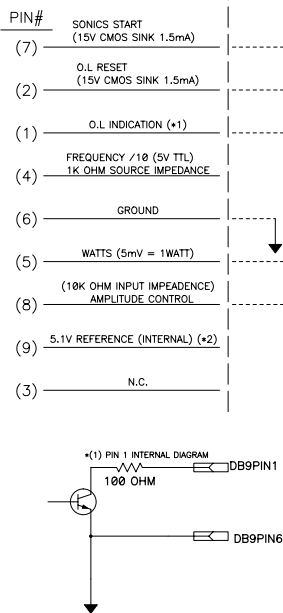 PIN#
SONICS START
(15V CMOS SINK 1.5mA)
(7)
O.L RESET
(15V CMOS SINK 1.5mA)
(2)
O.L INDICATION (*1)
(1)
FREQUENCY /10 (5V TTL)
1K OHM SOURCE IMPEDANCE
(4)
GROUND
(6)
WATTS (5mV = 1WATT)
(5)
(10K OHM INPUT IMPEADENCE)
AMPLITUDE CONTROL
(8)
5.1V REFERENCE (INTERNAL) (*2)
(9)
N.C.
(3)
*(1) PIN 1 INTERNAL DIAGRAM
DB9PIN1
100 OHM
DB9PIN6